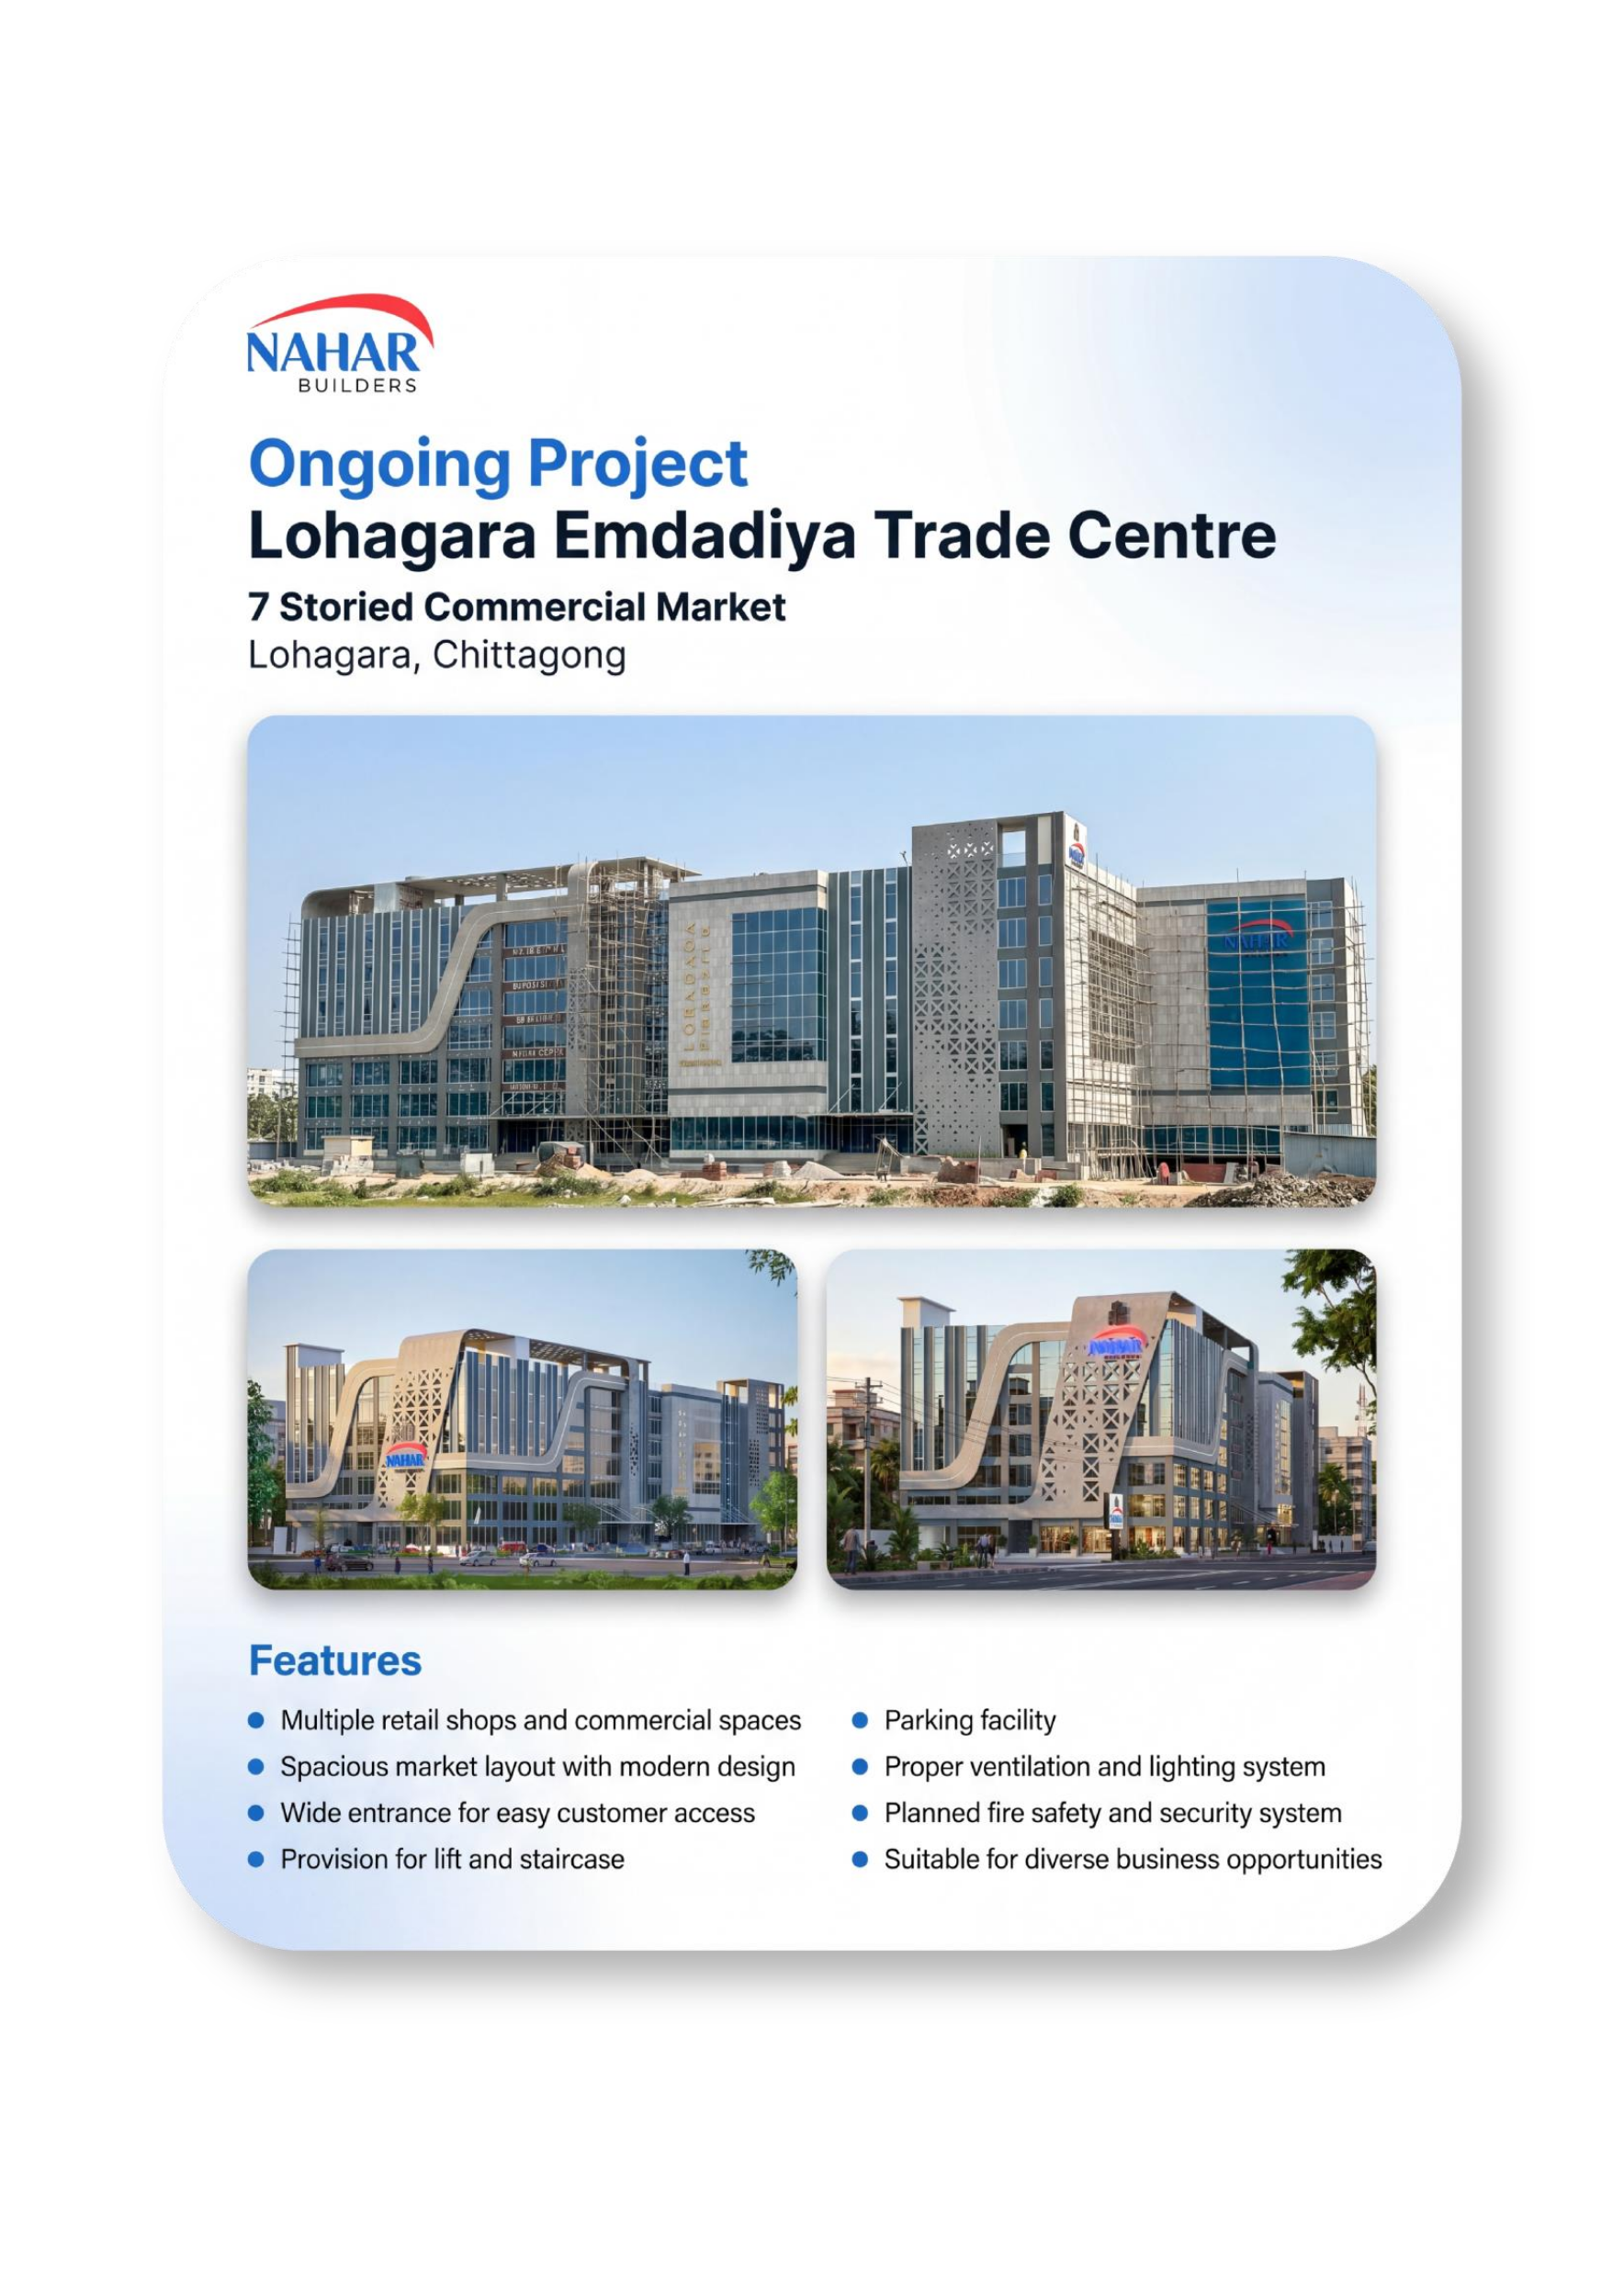 NAHAR
BUILDERS
Ongoing Project
Lohagara Emdadiya Trade Centre
7 Storied Commercial Market
Lohagara, Chittagong
NAHAR
NAHAR
NAHAR
Features
Multiple retail shops and commercial spaces
Spacious market layout with modern design
Wide entrance for easy customer access
Provision for lift and staircase
Parking facility
Proper ventilation and lighting system
Planned fire safety and security system
Suitable for diverse business opportunities